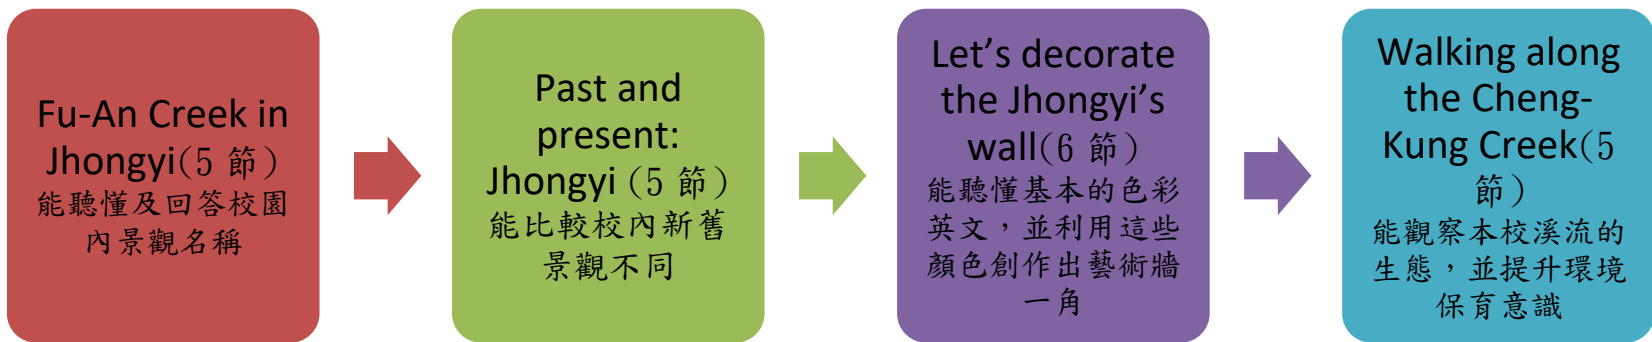 Fu-An Creek in
Jhongyi(5 節)
能聽懂及回答校園
內景觀名稱
Past and
present:
Jhongyi (5 節)
能比較校內新舊
景觀不同
Let’s decorate
the Jhongyi’s
wall(6 節)
能聽懂基本的色彩
英文，並利用這些
顏色創作出藝術牆
一角
Walking along
the Cheng-
Kung Creek(5
節)
能觀察本校溪流的
生態，並提升環境
保育意識